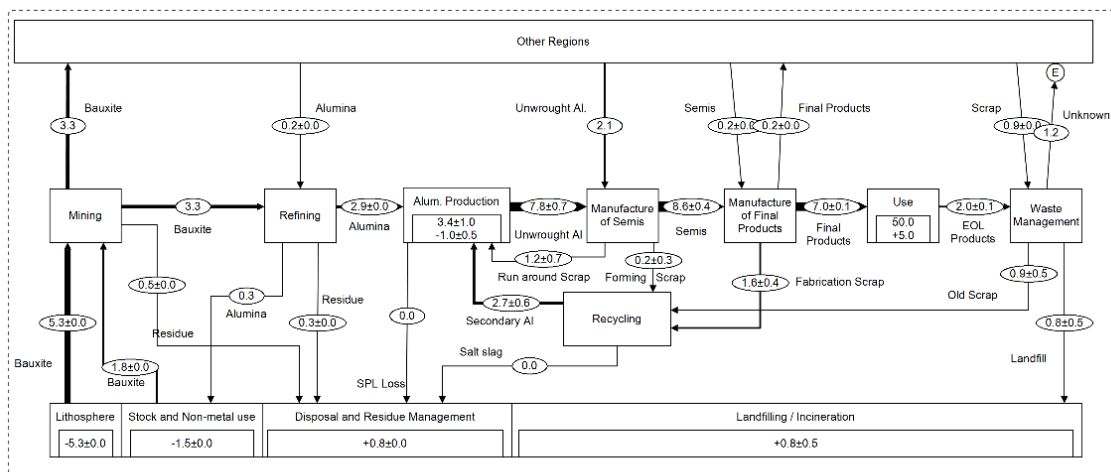 Other Regions
E
Bauxite
Alumina
Unwrought Al.
Semis
Final Products
Scrap
Unknown
3.3
0.2±0.0
2.1
0.2±0.0
0.2±0.0
0.9±0.0
1.2
Mining
3.3
Bauxite
Refining
2.9±0.0
Alumina
Alum. Production
3.4±1.0
-1.0±0.5
7.8±0.7
Unwrought Al
Manufacture
of Semis
8.6±0.4
Semis
Manufacture
of Final
Products
7.0±0.1
Final
Products
Use
50.0
+5.0
2.0±0.1
EOL
Products
Waste
Management
1.2±0.7
Run around Scrap
0.2±0.3
Forming Scrap
1.6±0.4
Fabrication Scrap
0.9±0.5
Old Scrap
0.5±0.0
Residue
0.3
Alumina
Residue
0.3±0.0
0.0
SPL Loss
2.7±0.6
Secondary Al
Recycling
Salt slag
0.0
0.8±0.5
Landfill
5.3±0.0
Bauxite
1.8±0.0
Bauxite
Lithosphere
-5.3±0.0
Stock and Non-metal use
-1.5±0.0
Disposal and Residue Management
+0.8±0.0
Landfilling / Incineration
+0.8±0.5